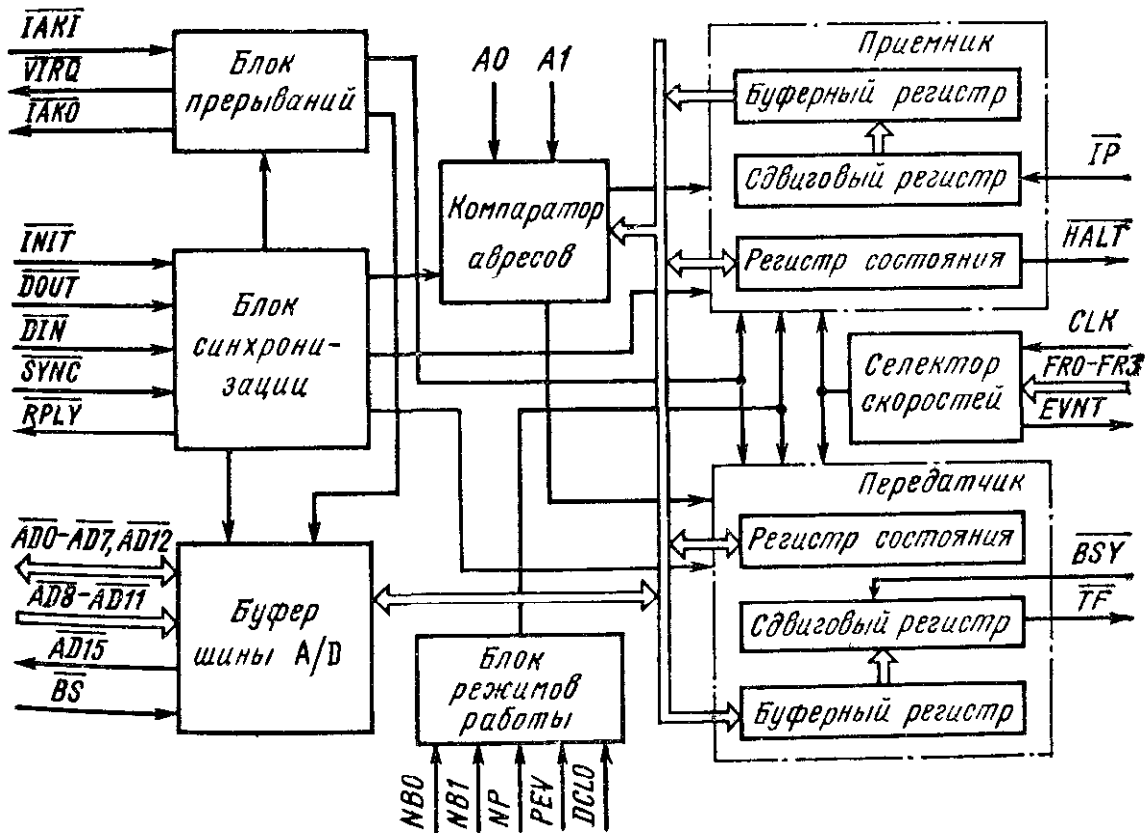 IAKI
VIRQ
IAKO
Блок
прерываний
A0 A1
Приемник
Буферный регистр
Сдвиговый регистр
IP
Компаратор
авресов
Регистр состояния
HALT
INIT
DOUT
DIN
SYNC
RPLY
Блок
синхрони-
зации
Селектор
скоростей
CLK
FR0-FR3
EVNT
Передатчик
Регистр состояния
Сдвиговый регистр
Буферный регистр
BSY
TF
AD0-AD7, AD12
AD8-AD11
AD15
BS
Буфер
шины A/D
Блок
режимов
работы
NB0
NB1
NP
PEV
DCLO